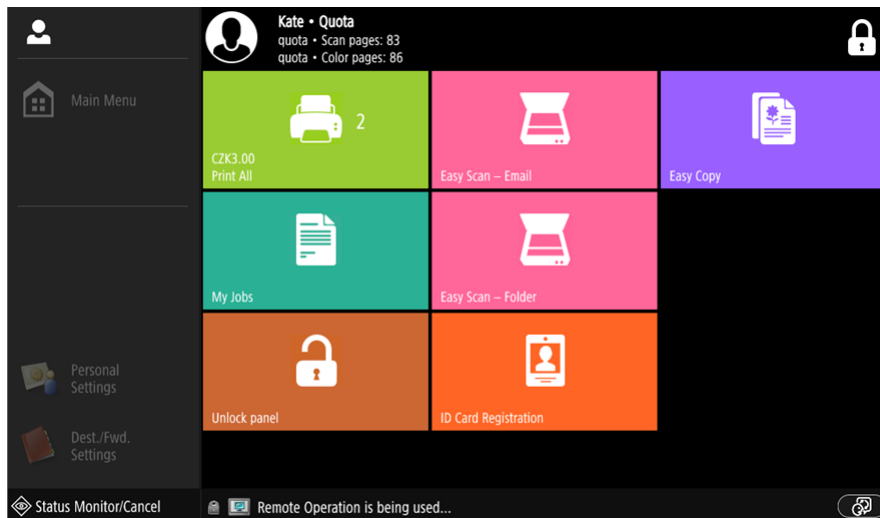 Kate • Quota
quota • Scan pages: 83
quota • Color pages: 86
Main Menu
2
CZK3.00
Print All
Easy Scan – Email
Easy Copy
My Jobs
Easy Scan – Folder
Personal
Settings
Unlock panel
ID Card Registration
Dest./Fwd.
Settings
Status Monitor/Cancel
Remote Operation is being used...